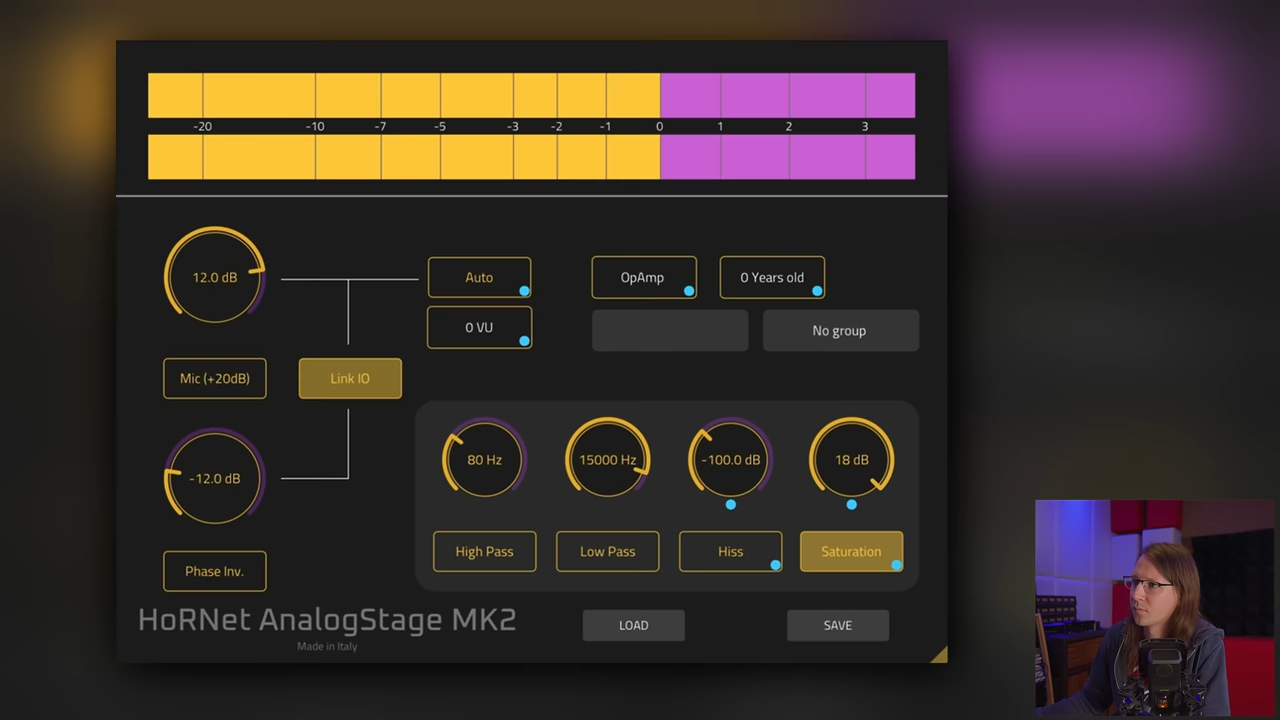 -20 -10 -7 -5 -3 -2 -1 0 1 2 3
12.0 dB
Auto
OpAmp
0 Years old
0 VU
No group
Mic (+20dB)
Link IO
-12.0 dB
80 Hz
15000 Hz
-100.0 dB
18 dB
High Pass
Low Pass
Hiss
Saturation
Phase Inv.
HoRNet AnalogStage MK2
Made in Italy
LOAD
SAVE